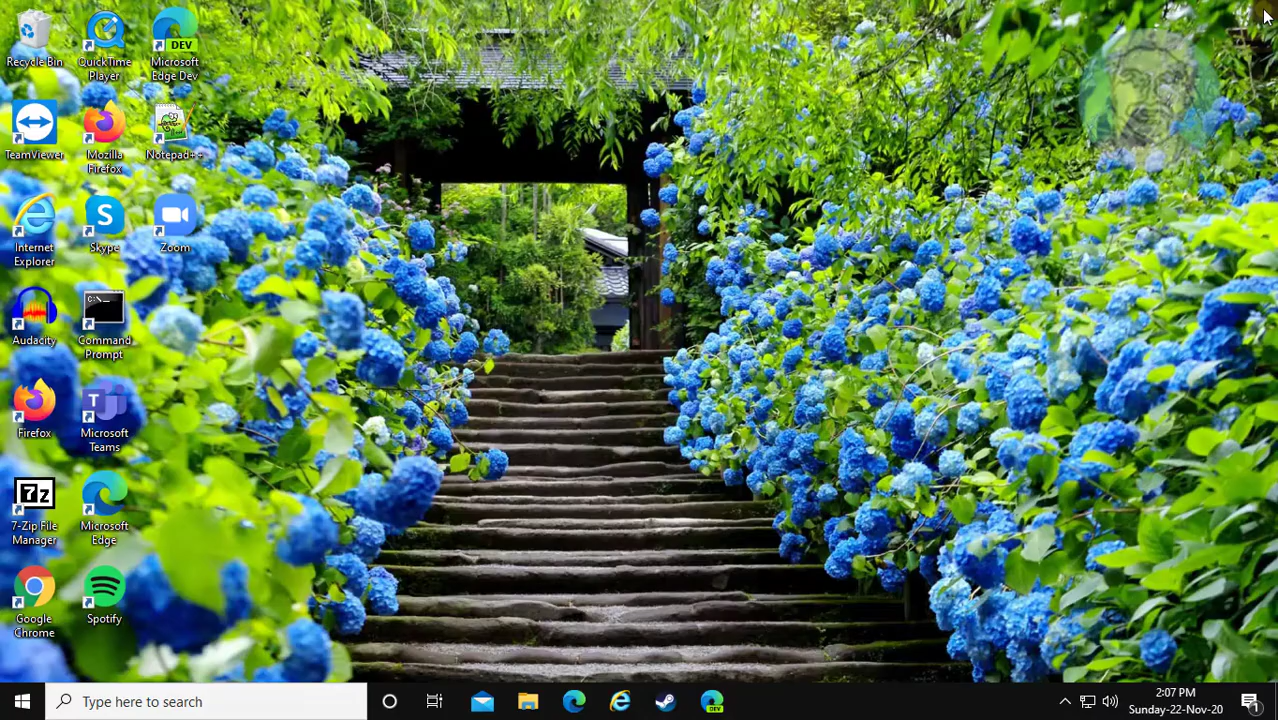 Recycle Bin
QuickTime
Player
DEV
Microsoft
Edge Dev
TeamViewer
Mozilla
Firefox
Notepad++
Internet
Explorer
S
Skype
Zoom
Audacity
C:\_
Command
Prompt
Firefox
T
Microsoft
Teams
7z
7-Zip File
Manager
Microsoft
Edge
Google
Chrome
Spotify
Type here to search
DEV
2:07 PM
Sunday-22-Nov-20
1